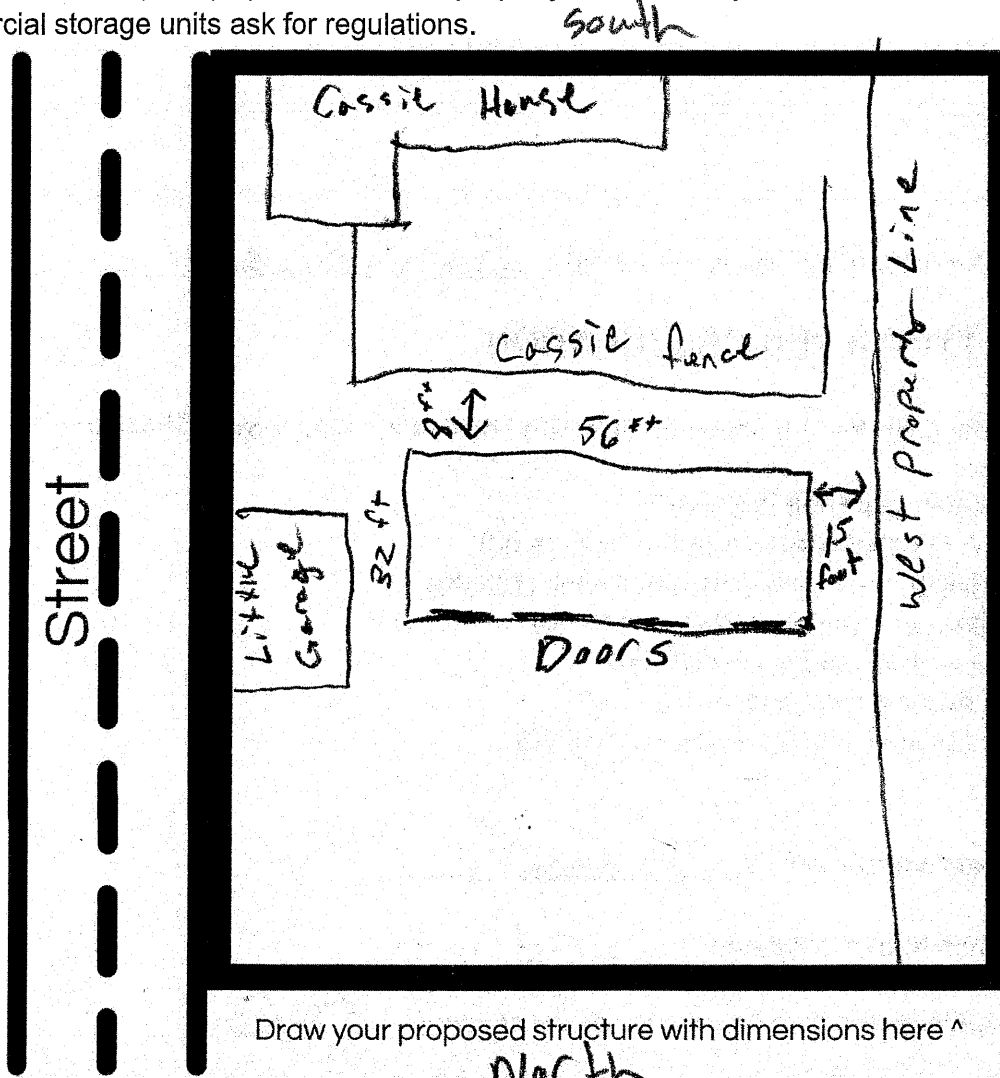 rcial storage units ask for regulations.
South
Cassie House
Cassie fence
8 ft
56 ft
32 ft
foot
West Property Line
Street
Little
Garage
Doors
Draw your proposed structure with dimensions here ^
North